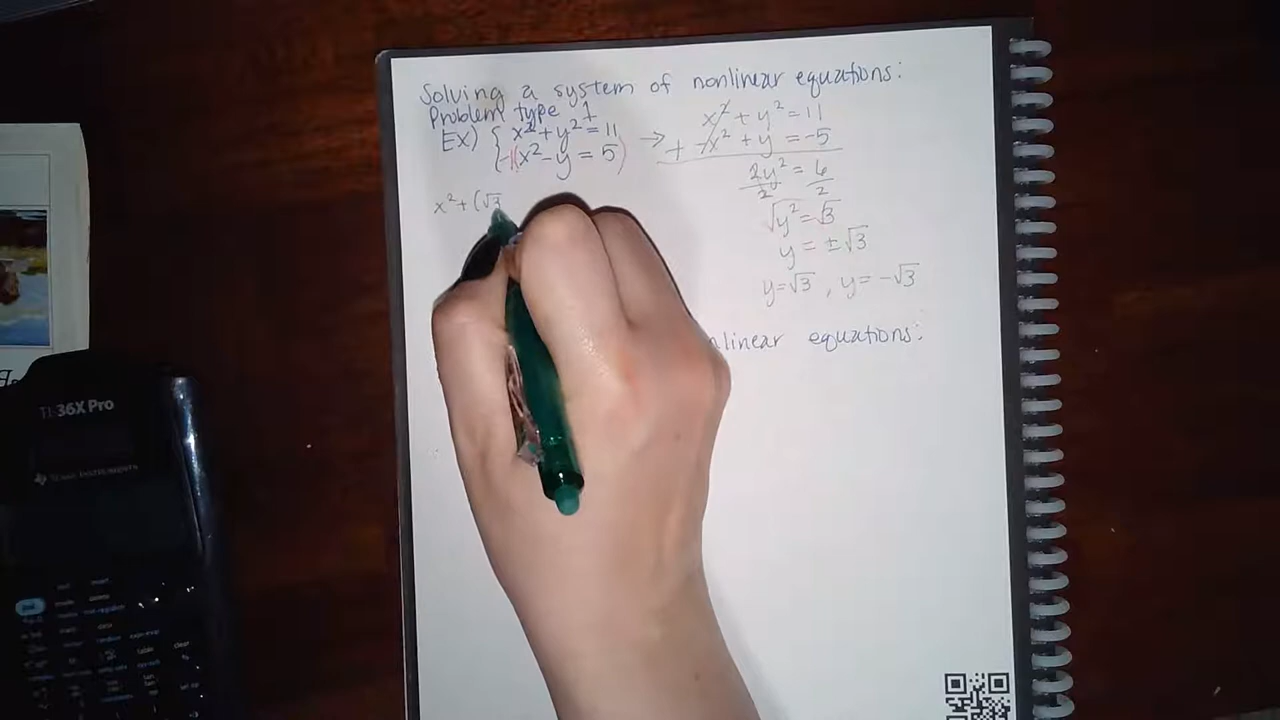 Solving a system of nonlinear equations:
Problem type 1
EX) { x²+y²=11
-1(x²-y=5)
→ x²+y²=11
+ -x²+y=-5
2y²/2=6/2
√y²=√3
y=±√3
y=√3, y=-√3
x²+(√3
nlinear equations:
TI-36X Pro
TEXAS INSTRUMENTS